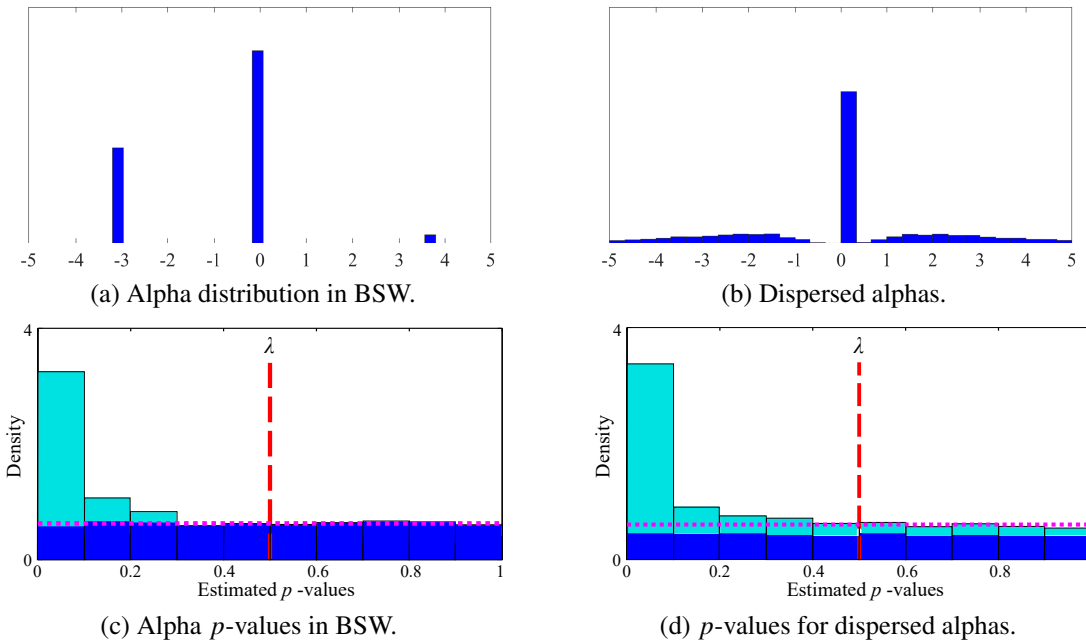 -5 -4 -3 -2 -1 0 1 2 3 4 5
(a) Alpha distribution in BSW.
-5 -4 -3 -2 -1 0 1 2 3 4 5
(b) Dispersed alphas.
4
λ
Density
0
0 0.2 0.4 0.6 0.8 1
Estimated p -values
(c) Alpha p-values in BSW.
4
λ
Density
0
0 0.2 0.4 0.6 0.8
Estimated p -values
(d) p-values for dispersed alphas.